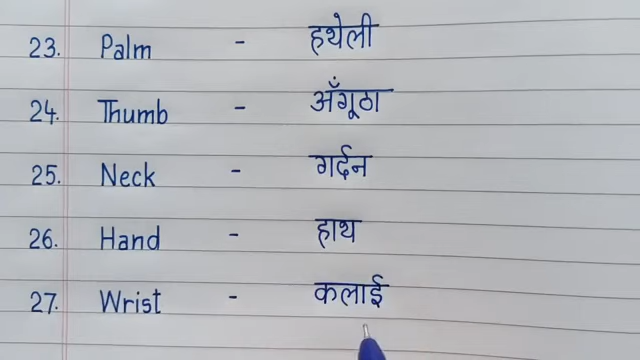 23. Palm - हथेली
24. Thumb - अँगूठा
25. Neck - गर्दन
26. Hand - हाथ
27. Wrist - कलाई